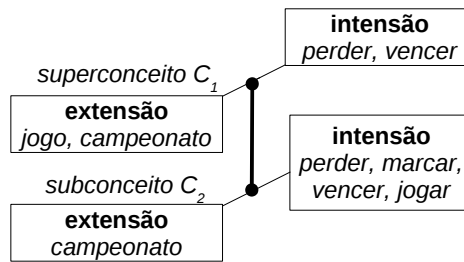 intensão
perder, vencer
superconceito C1
extensão
jogo, campeonato
intensão
perder, marcar,
vencer, jogar
subconceito C2
extensão
campeonato